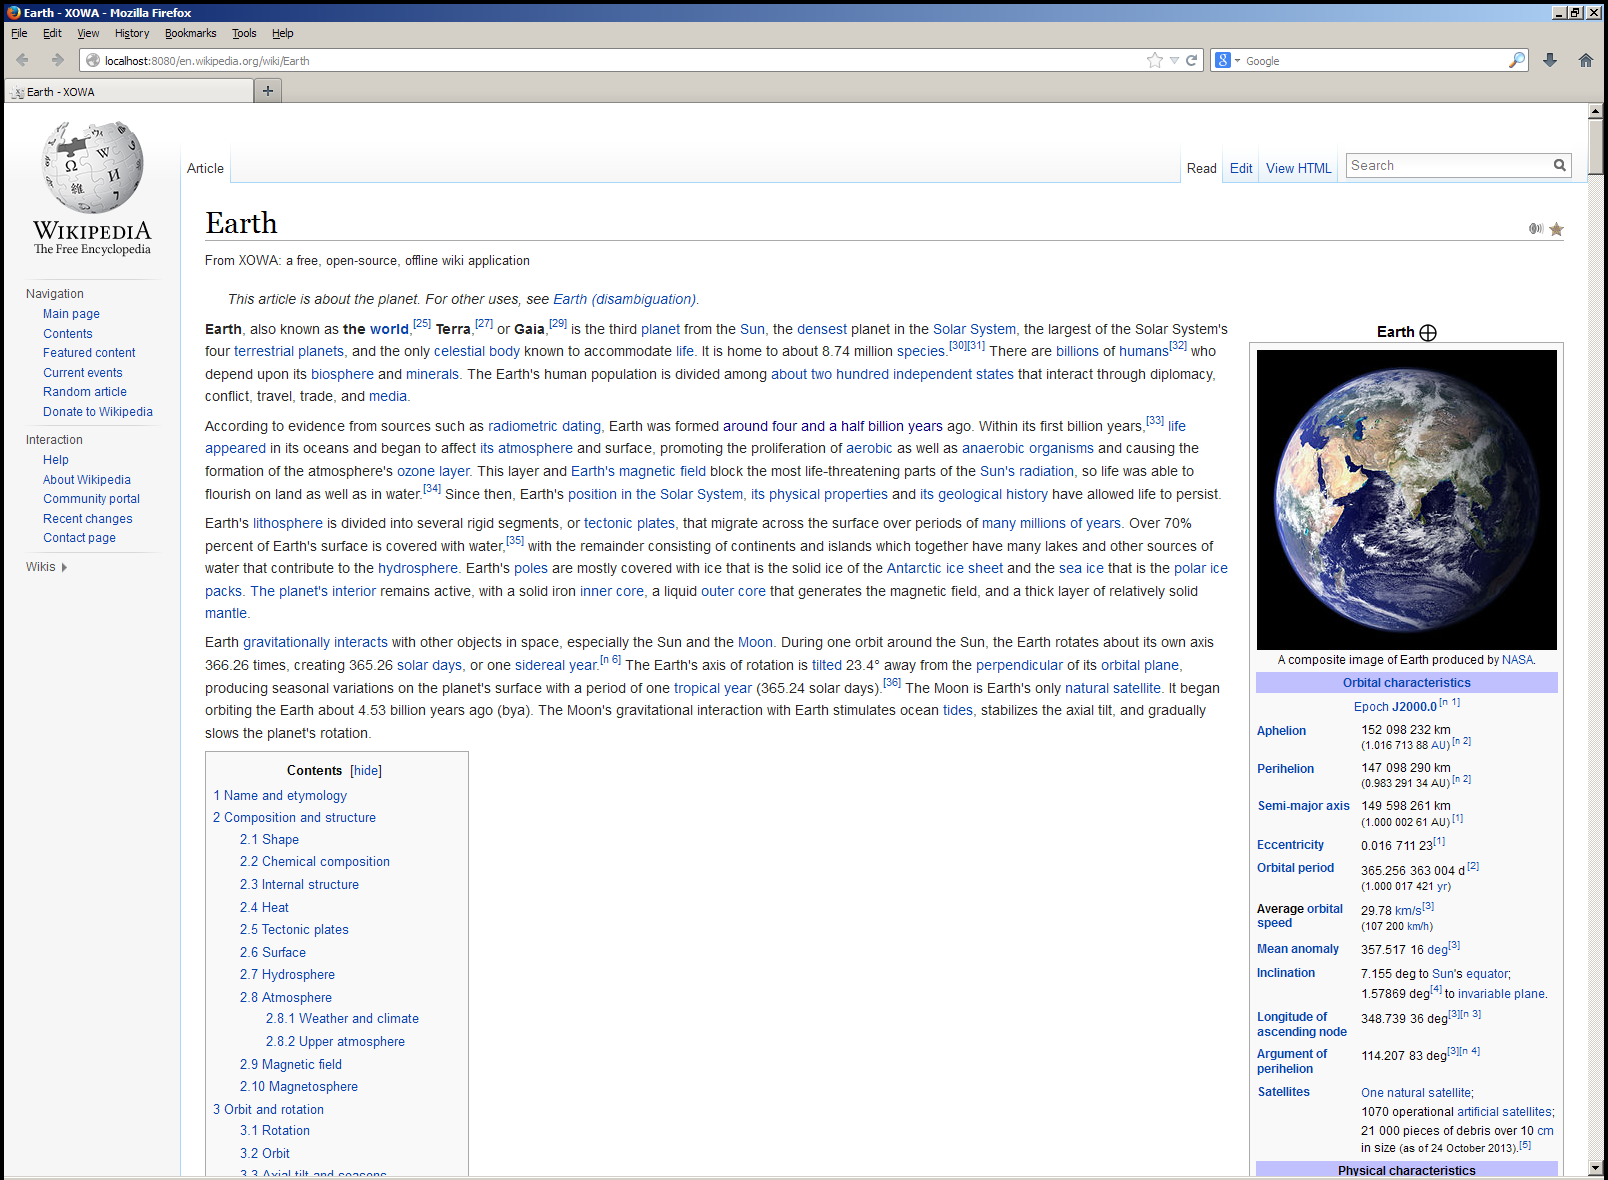 Earth - XOWA - Mozilla Firefox
File Edit View History Bookmarks Tools Help
localhost:8080/en.wikipedia.org/wiki/Earth
Google
Earth - XOWA
WIKIPEDIA
The Free Encyclopedia
Article
Read Edit View HTML
Search
Navigation
Main page
Contents
Featured content
Current events
Random article
Donate to Wikipedia
Interaction
Help
About Wikipedia
Community portal
Recent changes
Contact page
Wikis
Earth
From XOWA: a free, open-source, offline wiki application
This article is about the planet. For other uses, see Earth (disambiguation).
Earth, also known as the world,[25] Terra,[27] or Gaia,[29] is the third planet from the Sun, the densest planet in the Solar System, the largest of the Solar System's
four terrestrial planets, and the only celestial body known to accommodate life. It is home to about 8.74 million species.[30][31] There are billions of humans[32] who
depend upon its biosphere and minerals. The Earth's human population is divided among about two hundred independent states that interact through diplomacy,
conflict, travel, trade, and media.
According to evidence from sources such as radiometric dating, Earth was formed around four and a half billion years ago. Within its first billion years,[33] life
appeared in its oceans and began to affect its atmosphere and surface, promoting the proliferation of aerobic as well as anaerobic organisms and causing the
formation of the atmosphere's ozone layer. This layer and Earth's magnetic field block the most life-threatening parts of the Sun's radiation, so life was able to
flourish on land as well as in water.[34] Since then, Earth's position in the Solar System, its physical properties and its geological history have allowed life to persist.
Earth's lithosphere is divided into several rigid segments, or tectonic plates, that migrate across the surface over periods of many millions of years. Over 70%
percent of Earth's surface is covered with water,[35] with the remainder consisting of continents and islands which together have many lakes and other sources of
water that contribute to the hydrosphere. Earth's poles are mostly covered with ice that is the solid ice of the Antarctic ice sheet and the sea ice that is the polar ice
packs. The planet's interior remains active, with a solid iron inner core, a liquid outer core that generates the magnetic field, and a thick layer of relatively solid
mantle.
Earth gravitationally interacts with other objects in space, especially the Sun and the Moon. During one orbit around the Sun, the Earth rotates about its own axis
366.26 times, creating 365.26 solar days, or one sidereal year.[n 6] The Earth's axis of rotation is tilted 23.4° away from the perpendicular of its orbital plane,
producing seasonal variations on the planet's surface with a period of one tropical year (365.24 solar days).[36] The Moon is Earth's only natural satellite. It began
orbiting the Earth about 4.53 billion years ago (bya). The Moon's gravitational interaction with Earth stimulates ocean tides, stabilizes the axial tilt, and gradually
slows the planet's rotation.
Contents [hide]
1 Name and etymology
2 Composition and structure
2.1 Shape
2.2 Chemical composition
2.3 Internal structure
2.4 Heat
2.5 Tectonic plates
2.6 Surface
2.7 Hydrosphere
2.8 Atmosphere
2.8.1 Weather and climate
2.8.2 Upper atmosphere
2.9 Magnetic field
2.10 Magnetosphere
3 Orbit and rotation
3.1 Rotation
3.2 Orbit
3.3 Axial tilt and seasons
Earth
A composite image of Earth produced by NASA.
Orbital characteristics
Epoch J2000.0 [n 1]
Aphelion 152 098 232 km
(1.016 713 88 AU) [n 2]
Perihelion 147 098 290 km
(0.983 291 34 AU) [n 2]
Semi-major axis 149 598 261 km
(1.000 002 61 AU) [1]
Eccentricity 0.016 711 23[1]
Orbital period 365.256 363 004 d [2]
(1.000 017 421 yr)
Average orbital speed 29.78 km/s[3]
(107 200 km/h)
Mean anomaly 357.517 16 deg[3]
Inclination 7.155 deg to Sun's equator;
1.57869 deg[4] to invariable plane.
Longitude of ascending node 348.739 36 deg[3][n 3]
Argument of perihelion 114.207 83 deg[3][n 4]
Satellites One natural satellite;
1070 operational artificial satellites;
21 000 pieces of debris over 10 cm
in size (as of 24 October 2013).[5]
Physical characteristics